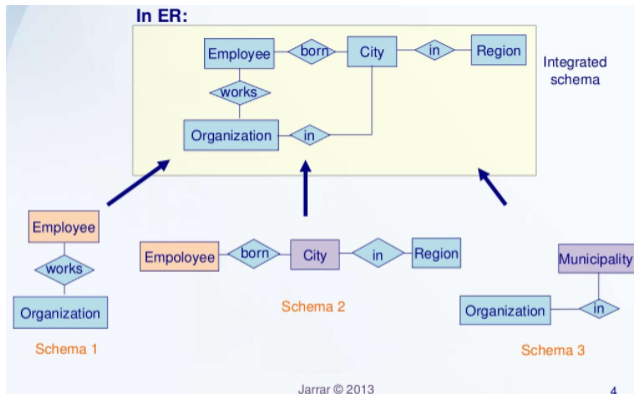 In ER:
Employee
born
City
in
Region
Integrated
schema
works
Organization
in
Employee
works
Organization
Schema 1
Empoloyee
born
City
in
Region
Schema 2
Municipality
Organization
in
Schema 3
Jarrar © 2013
4